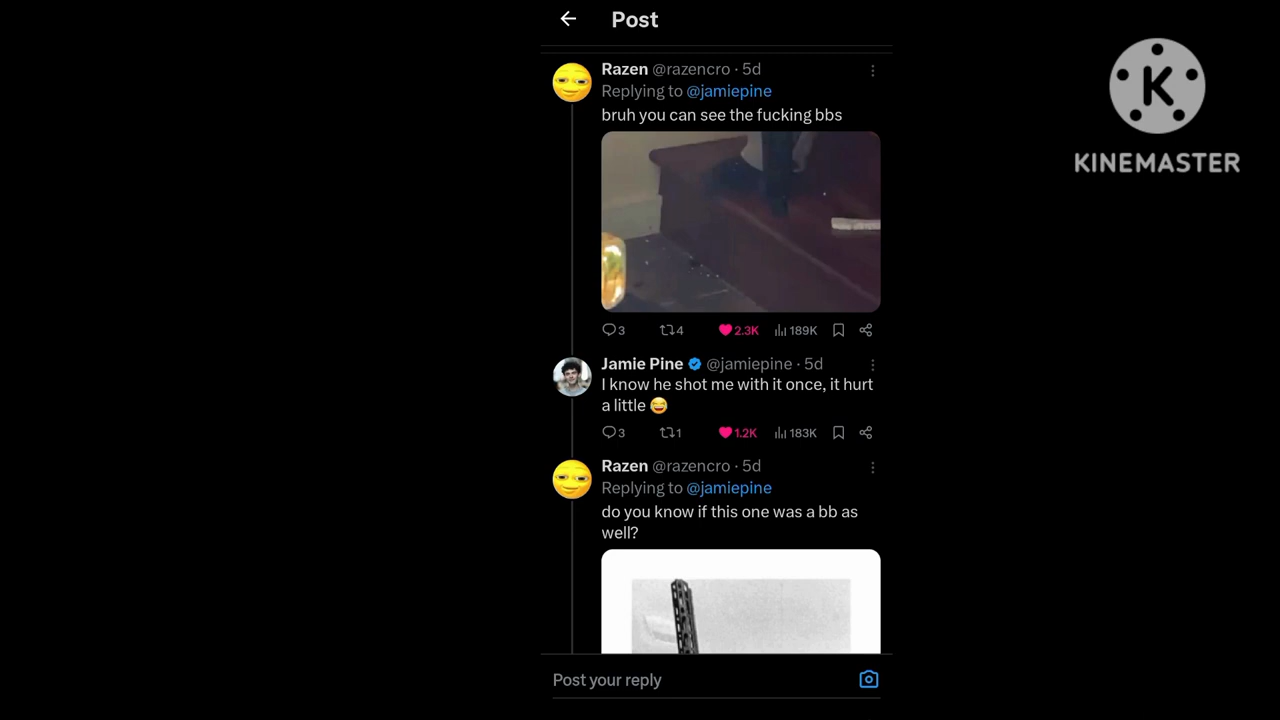 Post
Razen @razencro · 5d
Replying to @jamiepine
bruh you can see the fucking bbs
3 4 2.3K 189K
Jamie Pine @jamiepine · 5d
I know he shot me with it once, it hurt
a little 😆
3 1 1.2K 183K
Razen @razencro · 5d
Replying to @jamiepine
do you know if this one was a bb as
well?
Post your reply
K
KINEMASTER